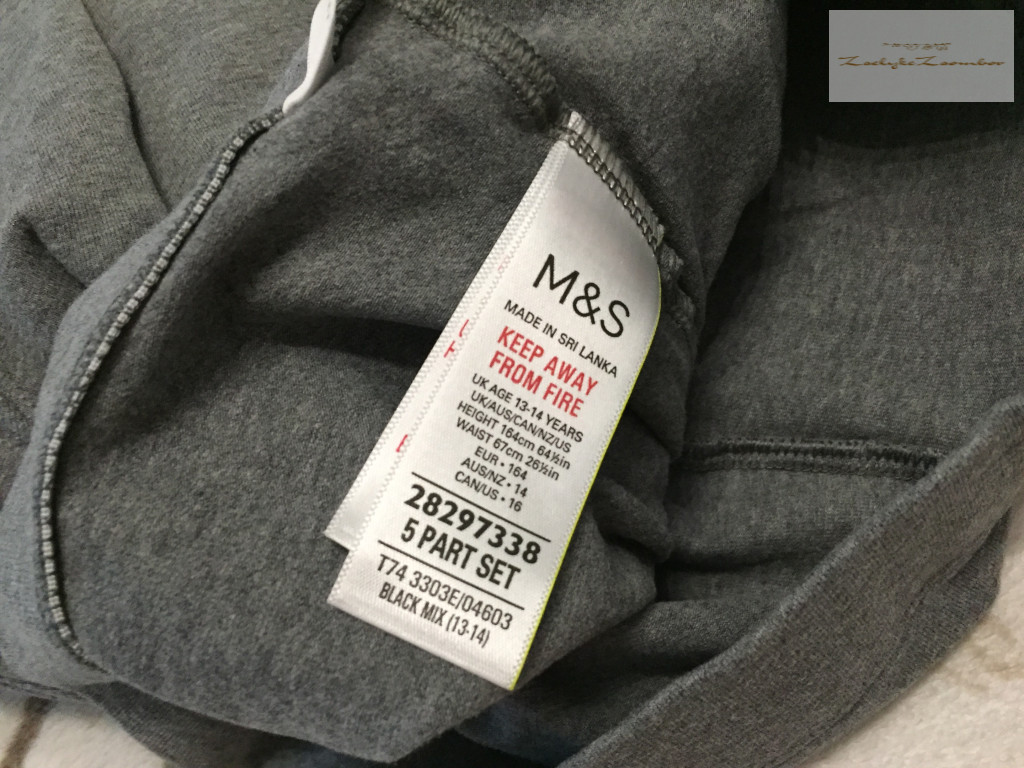 M&S
MADE IN SRI LANKA
KEEP AWAY
FROM FIRE
UK AGE 13-14 YEARS
UK/AUS/CAN/NZ/US
HEIGHT 164cm 64½in
WAIST 67cm 26½in
EUR • 164
AUS/NZ • 14
CAN/US • 16
28297338
5 PART SET
T74 3303E/04603
BLACK MIX (13-14)